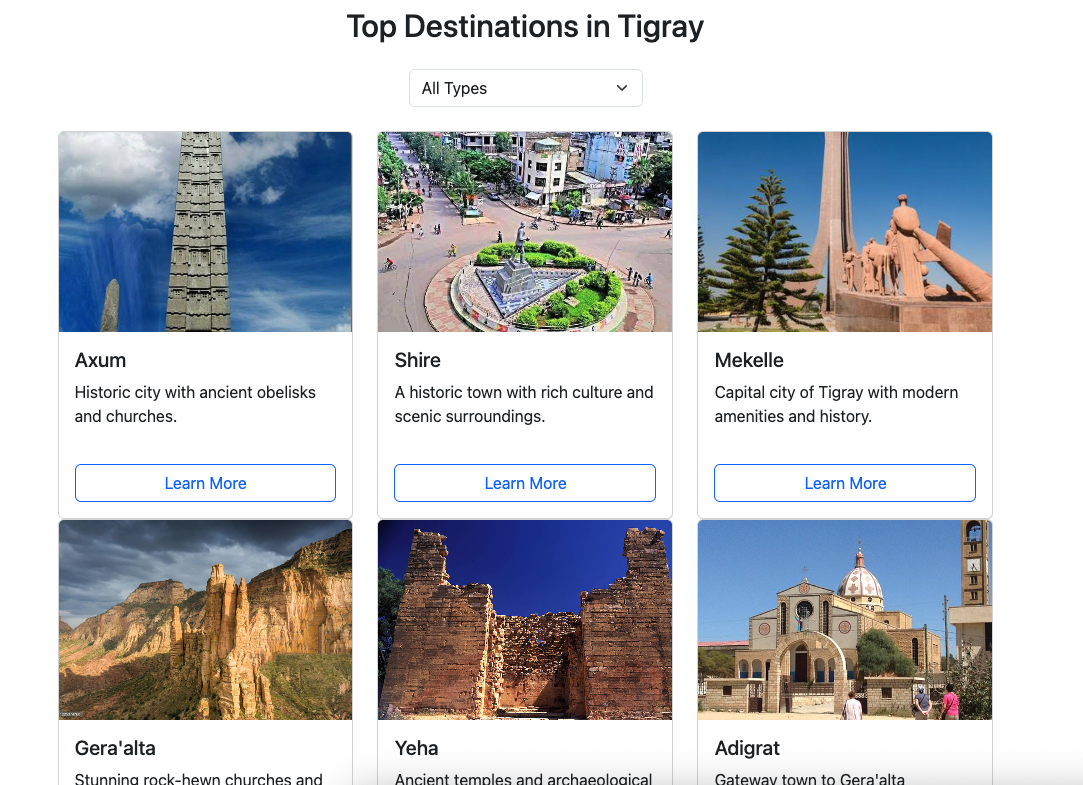 Top Destinations in Tigray
All Types
Axum
Historic city with ancient obelisks
and churches.
Learn More
Shire
A historic town with rich culture and
scenic surroundings.
Learn More
Mekelle
Capital city of Tigray with modern
amenities and history.
Learn More
Gera'alta
Stunning rock-hewn churches and
Yeha
Ancient temples and archaeological
Adigrat
Gateway town to Gera'alta